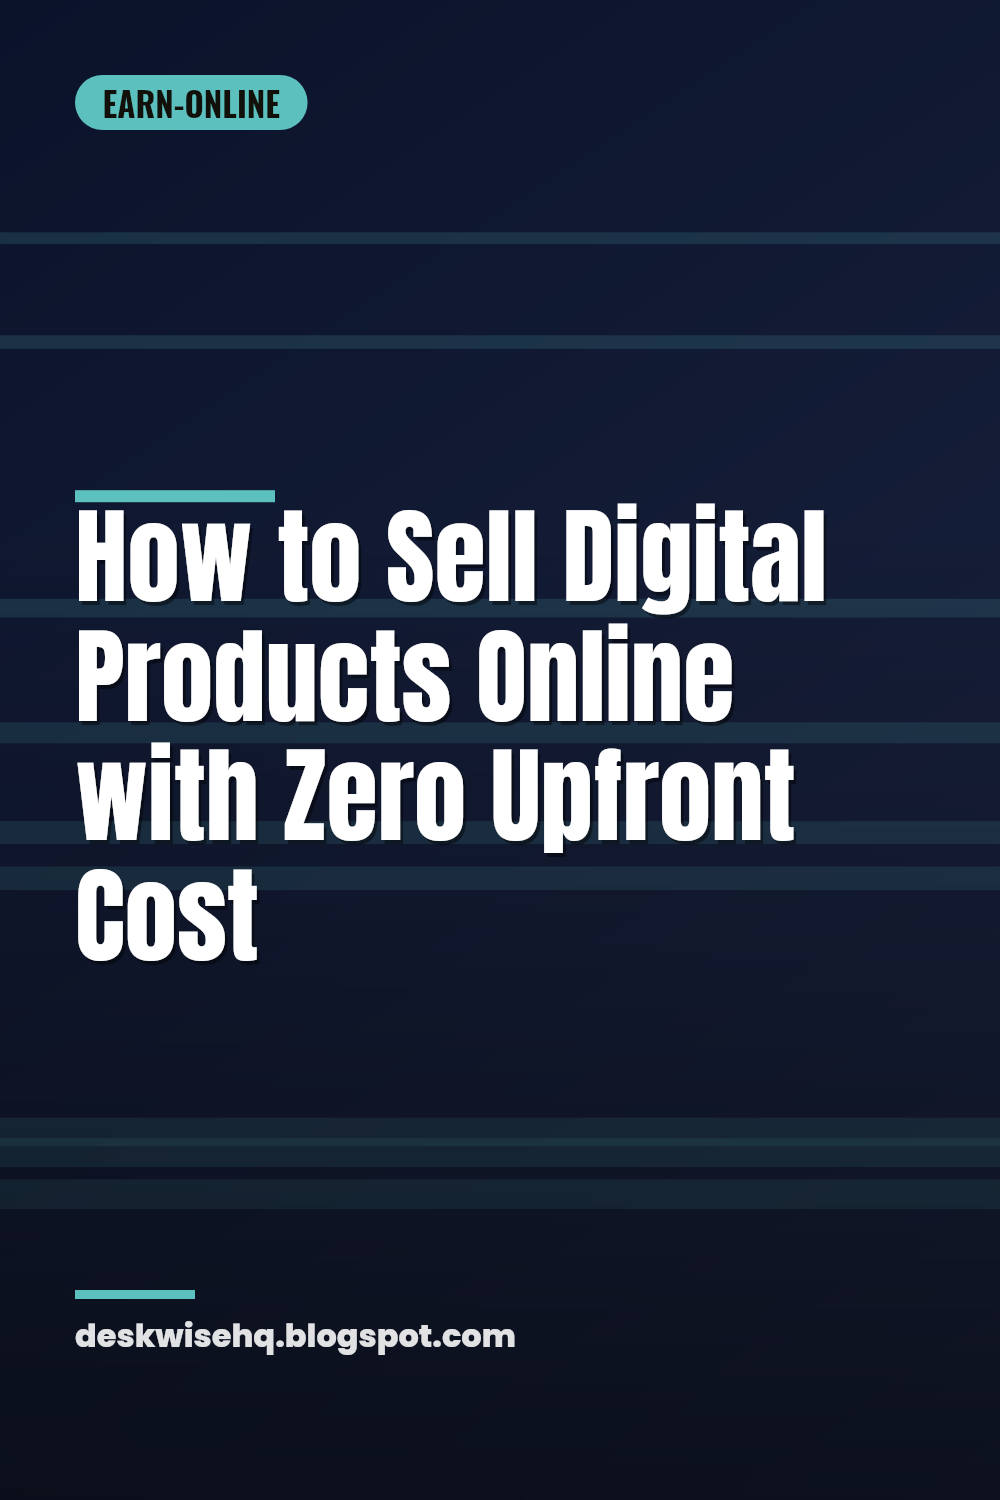 EARN-ONLINE
How to Sell Digital
Products Online
with Zero Upfront
Cost
deskwisehq.blogspot.com